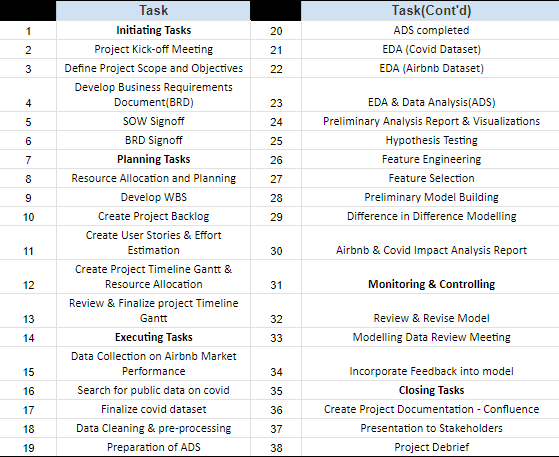 Task
1 Initiating Tasks
2 Project Kick-off Meeting
3 Define Project Scope and Objectives
Develop Business Requirements
4 Document(BRD)
5 SOW Signoff
6 BRD Signoff
7 Planning Tasks
8 Resource Allocation and Planning
9 Develop WBS
10 Create Project Backlog
Create User Stories & Effort
11 Estimation
Create Project Timeline Gantt &
12 Resource Allocation
Review & Finalize project Timeline
13 Gantt
14 Executing Tasks
Data Collection on Airbnb Market
15 Performance
16 Search for public data on covid
17 Finalize covid dataset
18 Data Cleaning & pre-processing
19 Preparation of ADS
Task(Cont'd)
20 ADS completed
21 EDA (Covid Dataset)
22 EDA (Airbnb Dataset)
23 EDA & Data Analysis(ADS)
24 Preliminary Analysis Report & Visualizations
25 Hypothesis Testing
26 Feature Engineering
27 Feature Selection
28 Preliminary Model Building
29 Difference in Difference Modelling
30 Airbnb & Covid Impact Analysis Report
31 Monitoring & Controlling
32 Review & Revise Model
33 Modelling Data Review Meeting
34 Incorporate Feedback into model
35 Closing Tasks
36 Create Project Documentation - Confluence
37 Presentation to Stakeholders
38 Project Debrief